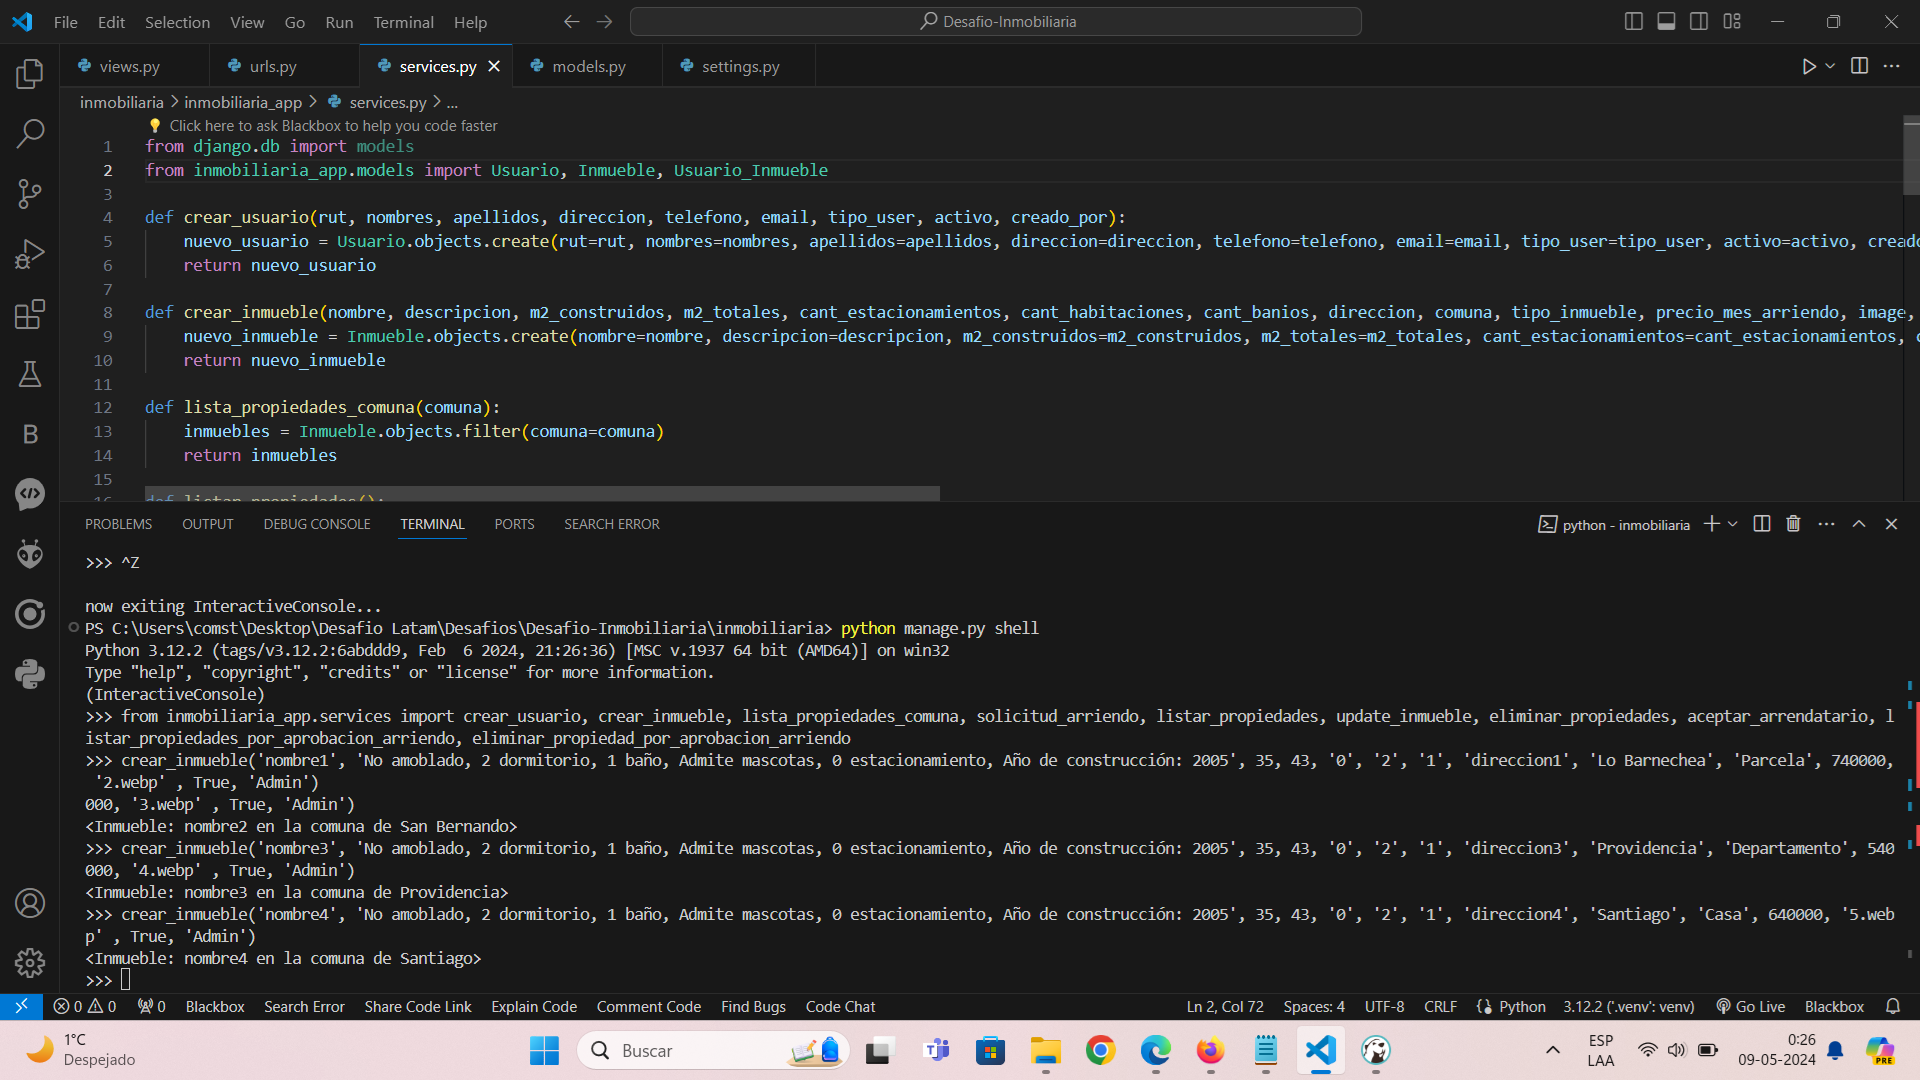 File Edit Selection View Go Run Terminal Help
Desafio-Inmobiliaria
views.py urls.py services.py models.py settings.py
inmobiliaria > inmobiliaria_app > services.py > ...
Click here to ask Blackbox to help you code faster
1 from django.db import models
2 from inmobiliaria_app.models import Usuario, Inmueble, Usuario_Inmueble
3
4 def crear_usuario(rut, nombres, apellidos, direccion, telefono, email, tipo_user, activo, creado_por):
5 nuevo_usuario = Usuario.objects.create(rut=rut, nombres=nombres, apellidos=apellidos, direccion=direccion, telefono=telefono, email=email, tipo_user=tipo_user, activo=activo,
6 return nuevo_usuario
7
8 def crear_inmueble(nombre, descripcion, m2_construidos, m2_totales, cant_estacionamientos, cant_habitaciones, cant_banios, direccion, comuna, tipo_inmueble, precio_mes_arriendo, image,
9 nuevo_inmueble = Inmueble.objects.create(nombre=nombre, descripcion=descripcion, m2_construidos=m2_construidos, m2_totales=m2_totales, cant_estacionamientos=cant_estacionamientos,
10 return nuevo_inmueble
11
12 def lista_propiedades_comuna(comuna):
13 inmuebles = Inmueble.objects.filter(comuna=comuna)
14 return inmuebles
15
16 def listar_propiedades():
PROBLEMS OUTPUT DEBUG CONSOLE TERMINAL PORTS SEARCH ERROR
python - inmobiliaria
>>> ^Z
now exiting InteractiveConsole...
PS C:\Users\comst\Desktop\Desafio Latam\Desafios\Desafio-Inmobiliaria\inmobiliaria> python manage.py shell
Python 3.12.2 (tags/v3.12.2:6abddd9, Feb  6 2024, 21:26:36) [MSC v.1937 64 bit (AMD64)] on win32
Type "help", "copyright", "credits" or "license" for more information.
(InteractiveConsole)
>>> from inmobiliaria_app.services import crear_usuario, crear_inmueble, lista_propiedades_comuna, solicitud_arriendo, listar_propiedades, update_inmueble, eliminar_propiedades, aceptar_arrendatario, l
istar_propiedades_por_aprobacion_arriendo, eliminar_propiedad_por_aprobacion_arriendo
>>> crear_inmueble('nombre1', 'No amoblado, 2 dormitorio, 1 baño, Admite mascotas, 0 estacionamiento, Año de construcción: 2005', 35, 43, '0', '2', '1', 'direccion1', 'Lo Barnechea', 'Parcela', 740000,
'2.webp' , True, 'Admin')
000, '3.webp' , True, 'Admin')
<Inmueble: nombre2 en la comuna de San Bernando>
>>> crear_inmueble('nombre3', 'No amoblado, 2 dormitorio, 1 baño, Admite mascotas, 0 estacionamiento, Año de construcción: 2005', 35, 43, '0', '2', '1', 'direccion3', 'Providencia', 'Departamento', 540
000, '4.webp' , True, 'Admin')
<Inmueble: nombre3 en la comuna de Providencia>
>>> crear_inmueble('nombre4', 'No amoblado, 2 dormitorio, 1 baño, Admite mascotas, 0 estacionamiento, Año de construcción: 2005', 35, 43, '0', '2', '1', 'direccion4', 'Santiago', 'Casa', 640000, '5.web
p' , True, 'Admin')
<Inmueble: nombre4 en la comuna de Santiago>
>>>
0 0 0 Blackbox Search Error Share Code Link Explain Code Comment Code Find Bugs Code Chat
Ln 2, Col 72 Spaces: 4 UTF-8 CRLF Python 3.12.2 ('.venv': venv) Go Live Blackbox
1°C
Despejado
Buscar
ESP
LAA
0:26
09-05-2024
PRE